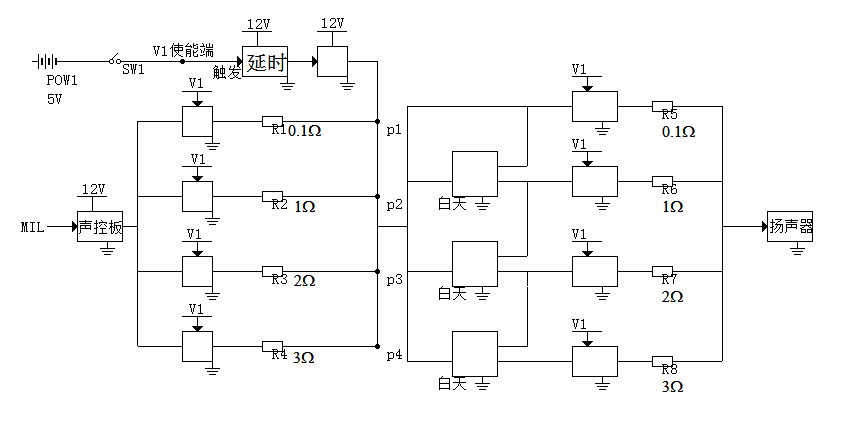 12V
12V
V1使能端
延时
SW1
触发
POW1
5V
V1
R1
0.1Ω
V1
R2
1Ω
12V
MIL
声控板
V1
R3
2Ω
V1
R4
3Ω
p1
p2
p3
p4
白天
白天
白天
V1
R5
0.1Ω
V1
R6
1Ω
V1
R7
2Ω
V1
R8
3Ω
扬声器